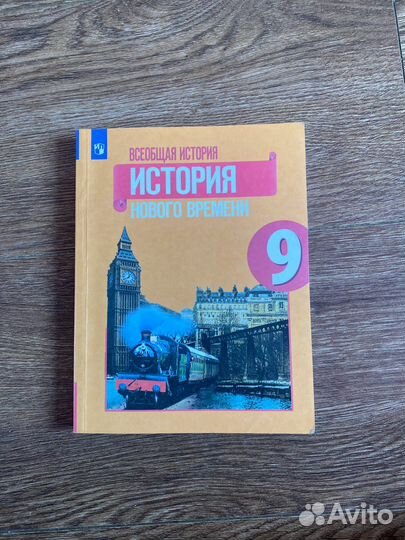 ВСЕОБЩАЯ ИСТОРИЯ
ИСТОРИЯ
НОВОГО ВРЕМЕНИ
9
Avito